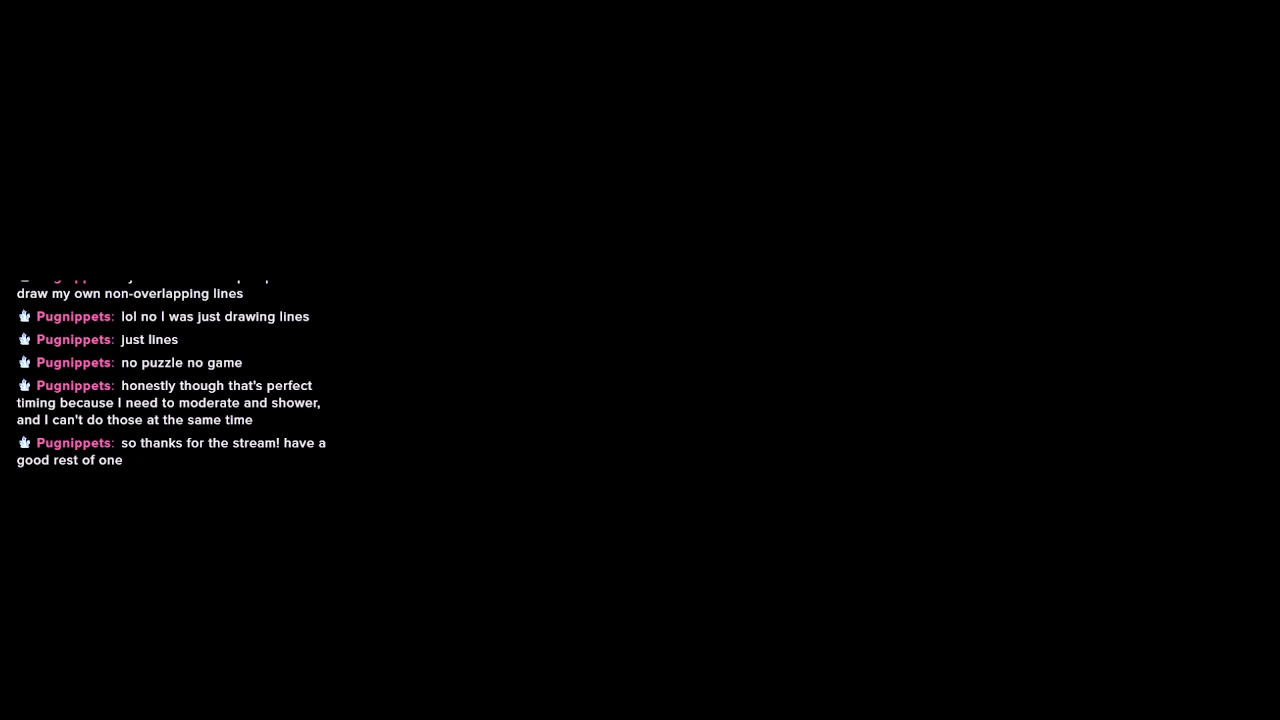 draw my own non-overlapping lines
Pugnippets: lol no I was just drawing lines
Pugnippets: just lines
Pugnippets: no puzzle no game
Pugnippets: honestly though that's perfect
timing because I need to moderate and shower,
and I can't do those at the same time
Pugnippets: so thanks for the stream! have a
good rest of one